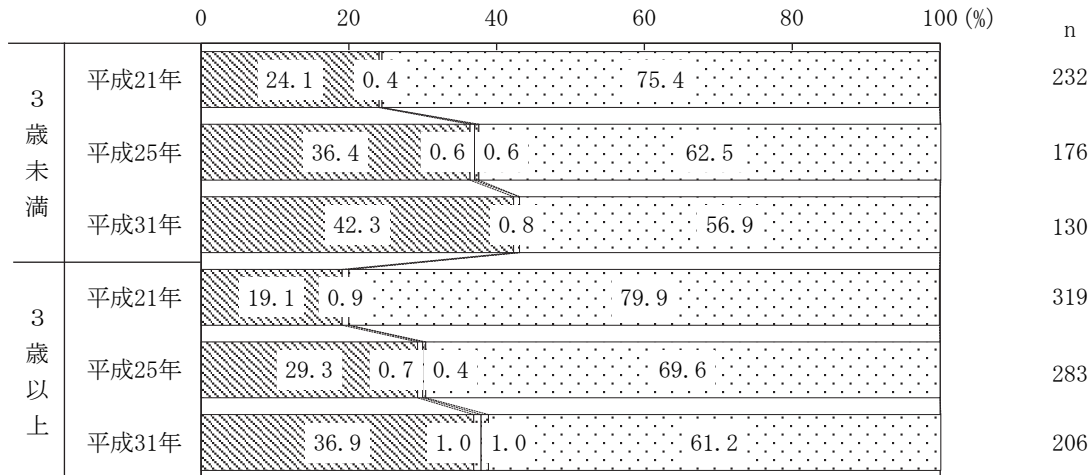 0 20 40 60 80 100 (%)
n
3歳未満
平成21年 24.1 0.4 75.4 232
平成25年 36.4 0.6 0.6 62.5 176
平成31年 42.3 0.8 56.9 130
3歳以上
平成21年 19.1 0.9 79.9 319
平成25年 29.3 0.7 0.4 69.6 283
平成31年 36.9 1.0 1.0 61.2 206